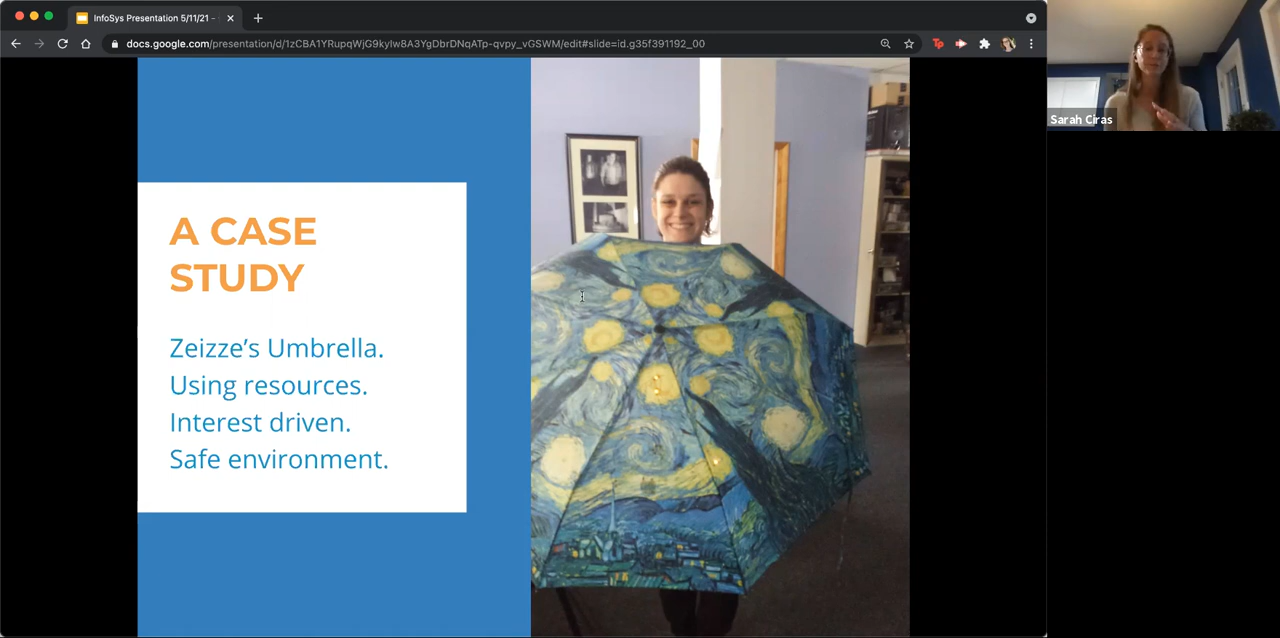 InfoSys Presentation 5/11/21 -
docs.google.com/presentation/d/1zCBA1YRupqWjG9kyIw8A3YgDbrDNqATp-qvpy_vGSWM/edit#slide=id.g35f391192_00
Sarah Ciras
A CASE
STUDY
Zeizze’s Umbrella.
Using resources.
Interest driven.
Safe environment.